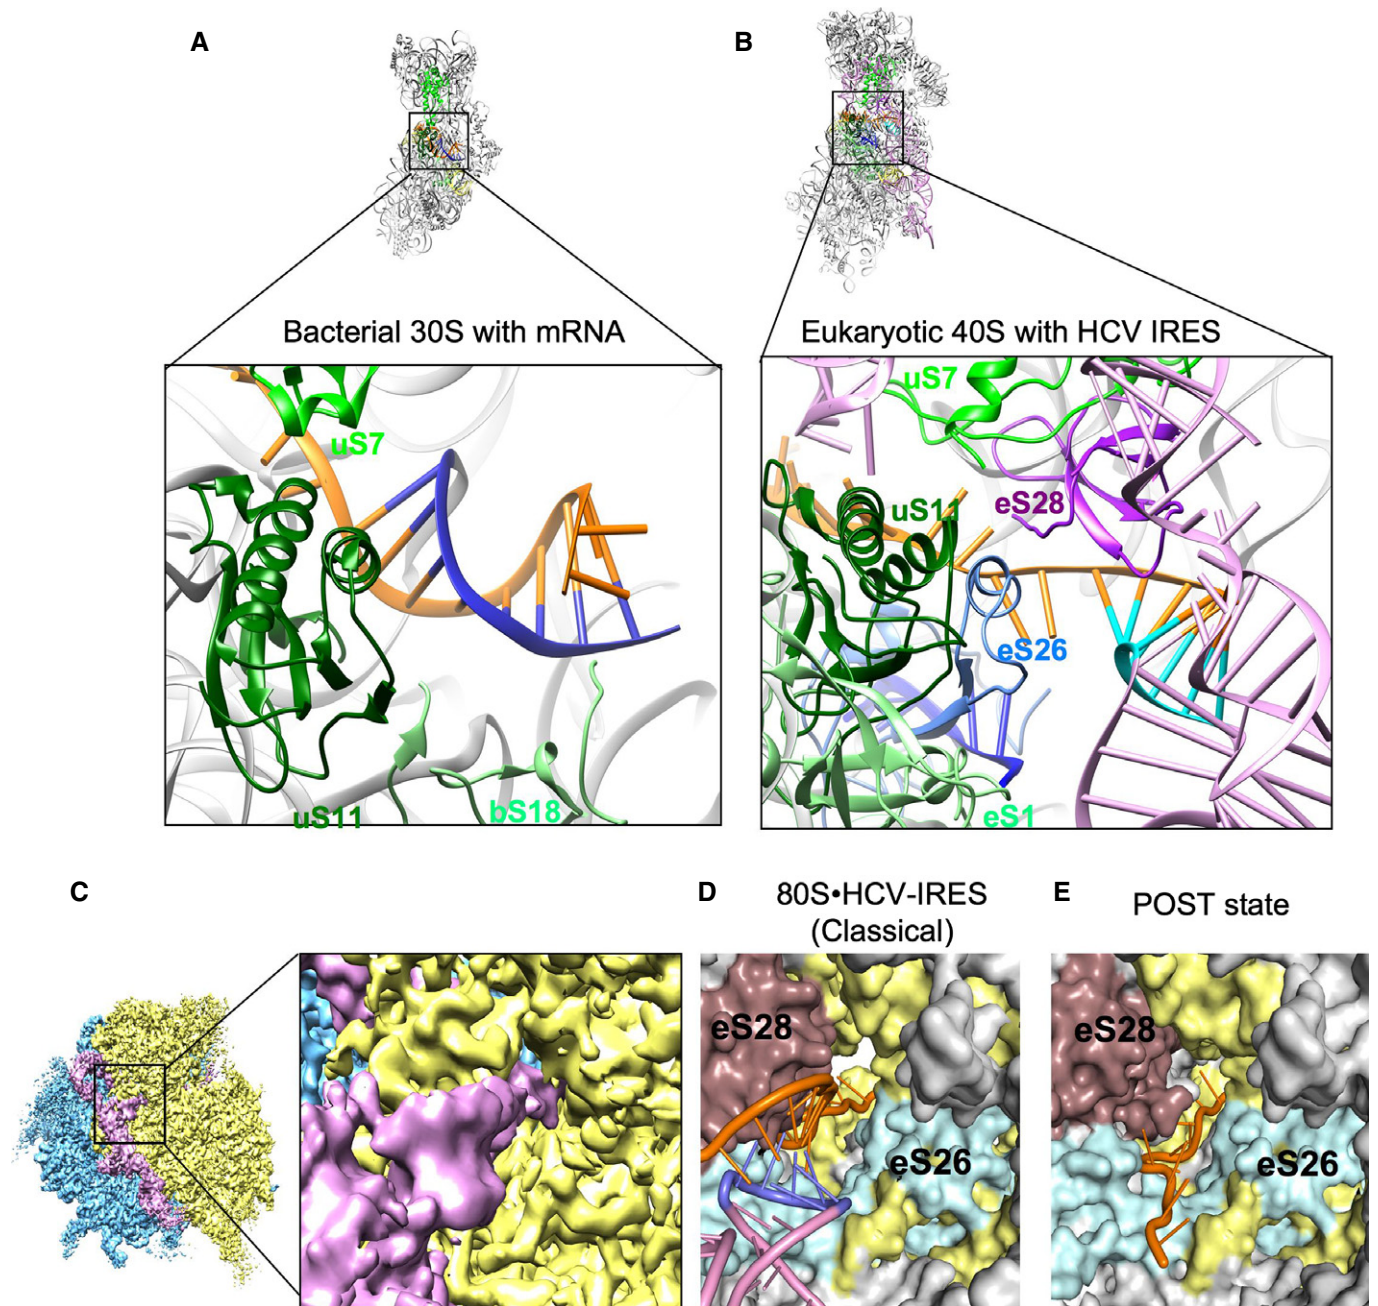 A
B
Bacterial 30S with mRNA
Eukaryotic 40S with HCV IRES
uS7
uS11
bS18
uS7
uS11
eS28
eS26
eS1
C
D
80S•HCV-IRES
(Classical)
E
POST state
eS28
eS26
eS28
eS26